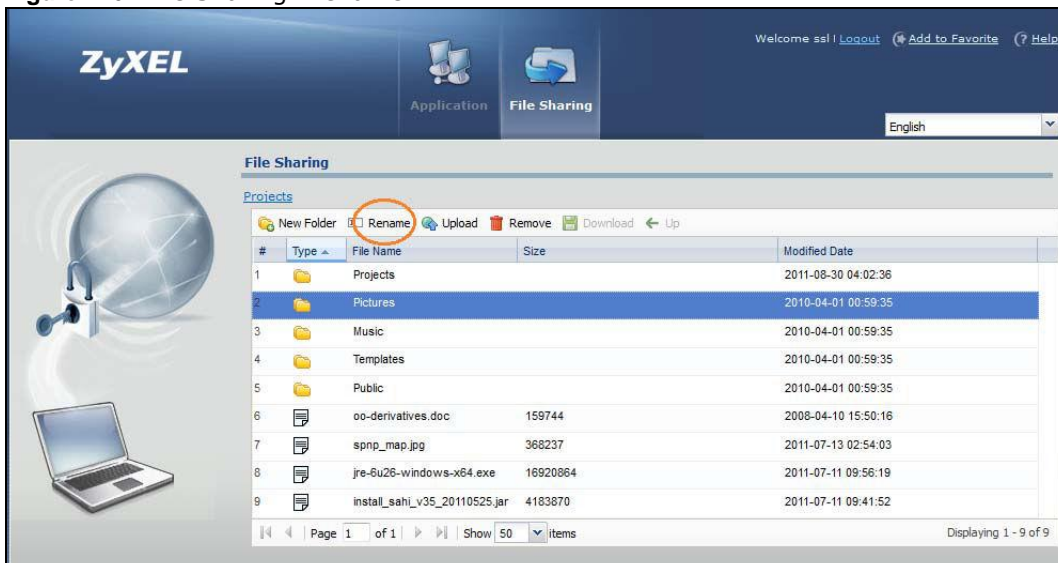 ZyXEL
Application
File Sharing
Welcome ssl | Logout Add to Favorite ? Help
English
File Sharing
Projects
New Folder Rename Upload Remove Download Up
# Type File Name Size Modified Date
1 Projects 2011-08-30 04:02:36
2 Pictures 2010-04-01 00:59:35
3 Music 2010-04-01 00:59:35
4 Templates 2010-04-01 00:59:35
5 Public 2010-04-01 00:59:35
6 oo-derivatives.doc 159744 2008-04-10 15:50:16
7 spnp_map.jpg 368237 2011-07-13 02:54:03
8 jre-6u26-windows-x64.exe 16920864 2011-07-11 09:56:19
9 install_sahi_v35_20110525.jar 4183870 2011-07-11 09:41:52
Page 1 of 1 Show 50 items Displaying 1 - 9 of 9